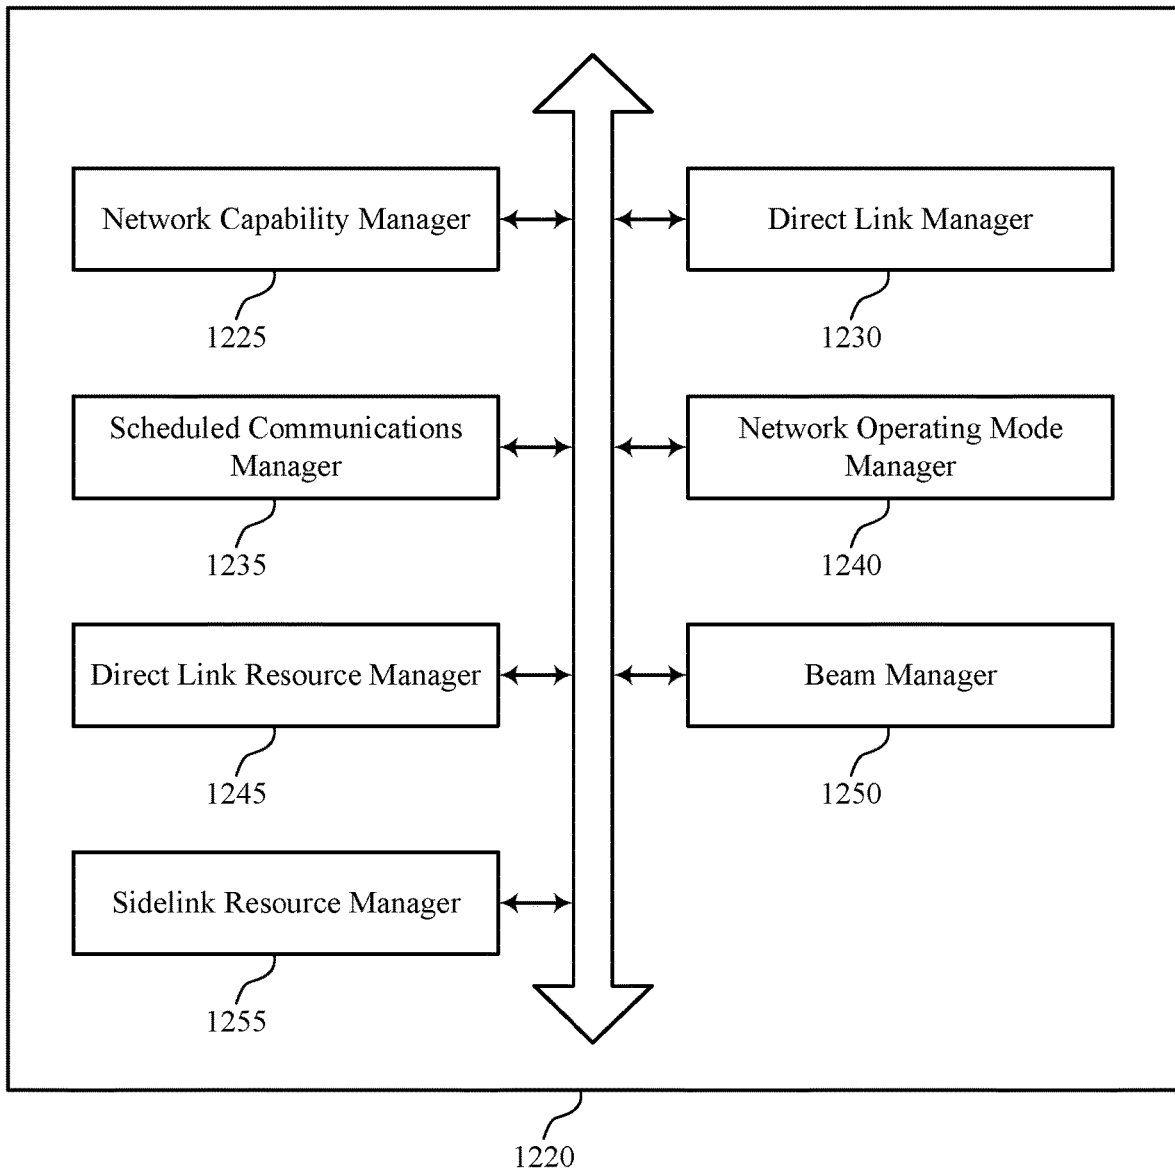 Network Capability Manager
Direct Link Manager
1225
1230
Scheduled Communications
Manager
Network Operating Mode
Manager
1235
1240
Direct Link Resource Manager
Beam Manager
1245
1250
Sidelink Resource Manager
1255
1220